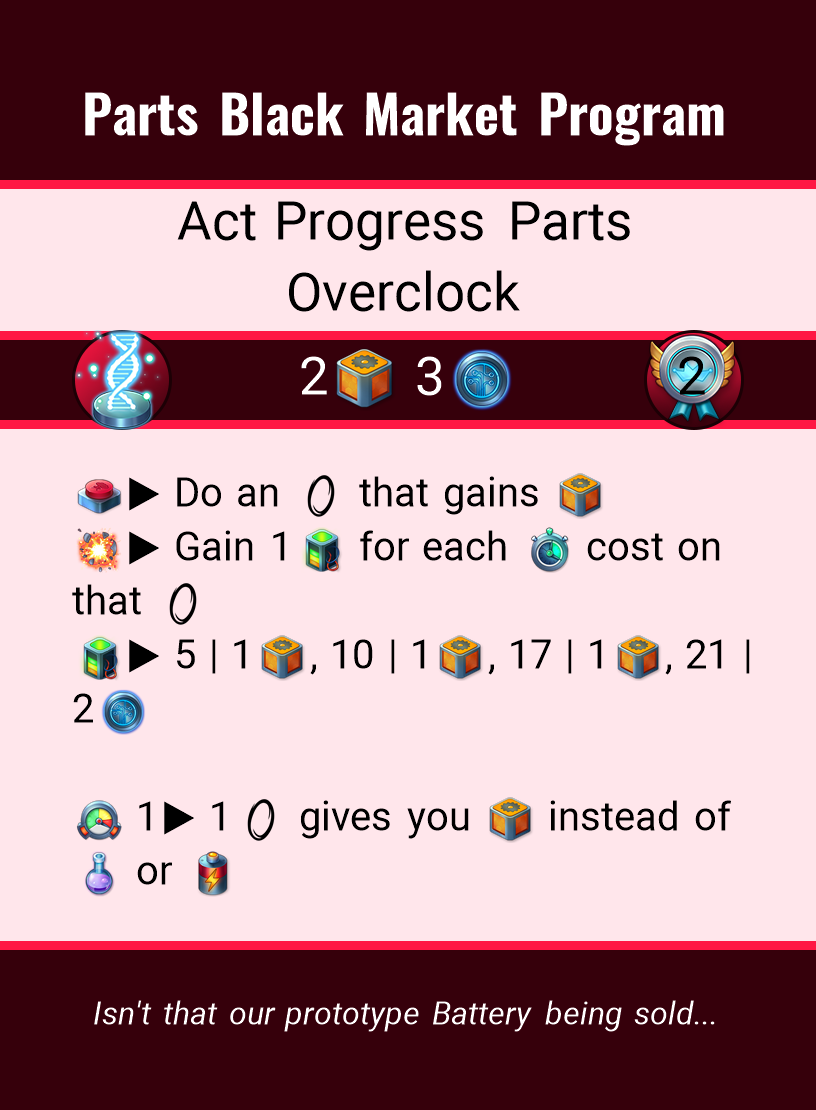 Parts Black Market Program
Act Progress Parts
Overclock
2 3 2
▶ Do an that gains
▶ Gain 1 for each cost on
that
▶ 5 | 1 , 10 | 1 , 17 | 1 , 21 |
2
1▶ 1 gives you instead of
or
Isn't that our prototype Battery being sold...